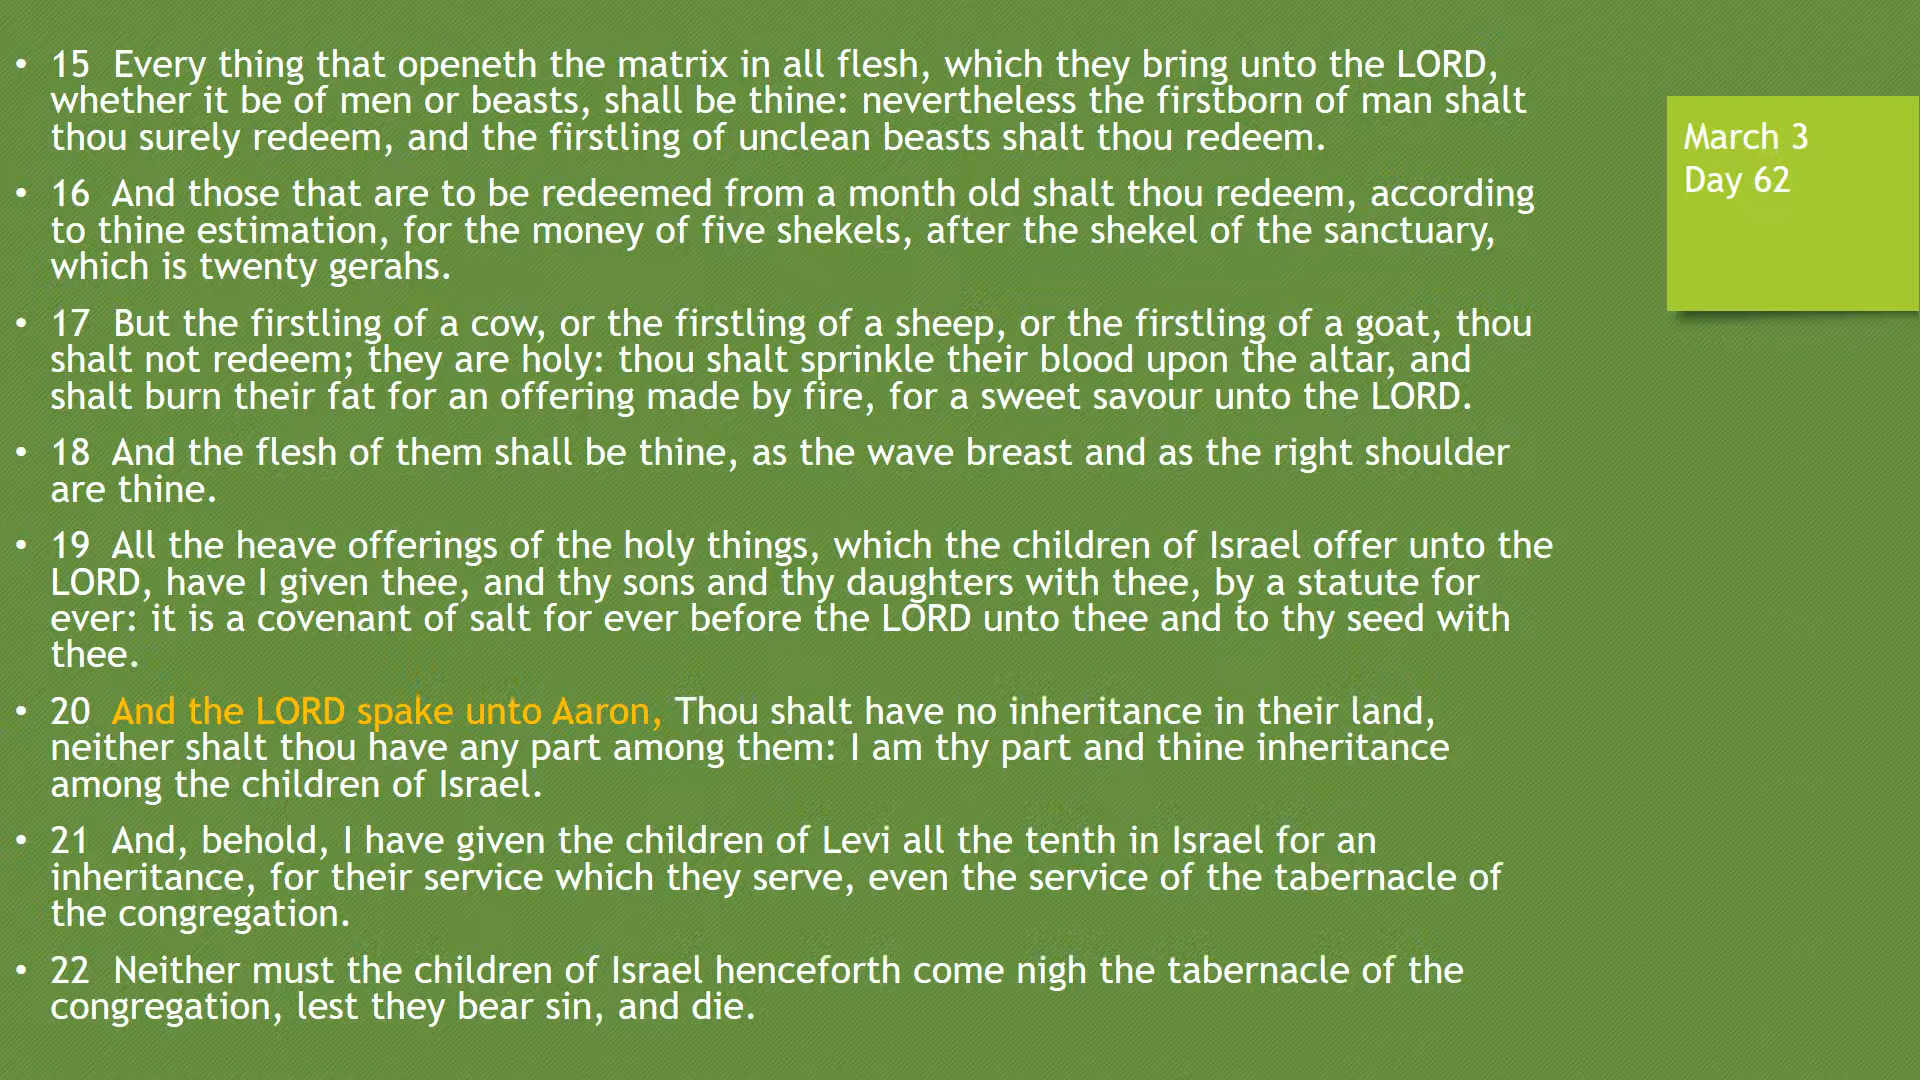 • 15  Every thing that openeth the matrix in all flesh, which they bring unto the LORD,
whether it be of men or beasts, shall be thine: nevertheless the firstborn of man shalt
thou surely redeem, and the firstling of unclean beasts shalt thou redeem.
• 16  And those that are to be redeemed from a month old shalt thou redeem, according
to thine estimation, for the money of five shekels, after the shekel of the sanctuary,
which is twenty gerahs.
• 17  But the firstling of a cow, or the firstling of a sheep, or the firstling of a goat, thou
shalt not redeem; they are holy: thou shalt sprinkle their blood upon the altar, and
shalt burn their fat for an offering made by fire, for a sweet savour unto the LORD.
• 18  And the flesh of them shall be thine, as the wave breast and as the right shoulder
are thine.
• 19  All the heave offerings of the holy things, which the children of Israel offer unto the
LORD, have I given thee, and thy sons and thy daughters with thee, by a statute for
ever: it is a covenant of salt for ever before the LORD unto thee and to thy seed with
thee.
• 20  And the LORD spake unto Aaron, Thou shalt have no inheritance in their land,
neither shalt thou have any part among them: I am thy part and thine inheritance
among the children of Israel.
• 21  And, behold, I have given the children of Levi all the tenth in Israel for an
inheritance, for their service which they serve, even the service of the tabernacle of
the congregation.
• 22  Neither must the children of Israel henceforth come nigh the tabernacle of the
congregation, lest they bear sin, and die.
March 3
Day 62